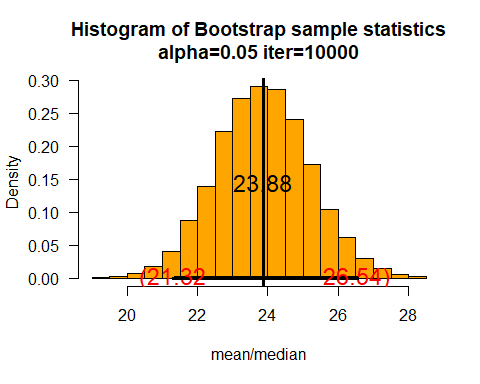 Histogram of Bootstrap sample statistics
alpha=0.05 iter=10000
Density
0.30
0.25
0.20
0.15
0.10
0.05
0.00
23.88
(21.32
26.54)
20 22 24 26 28
mean/median